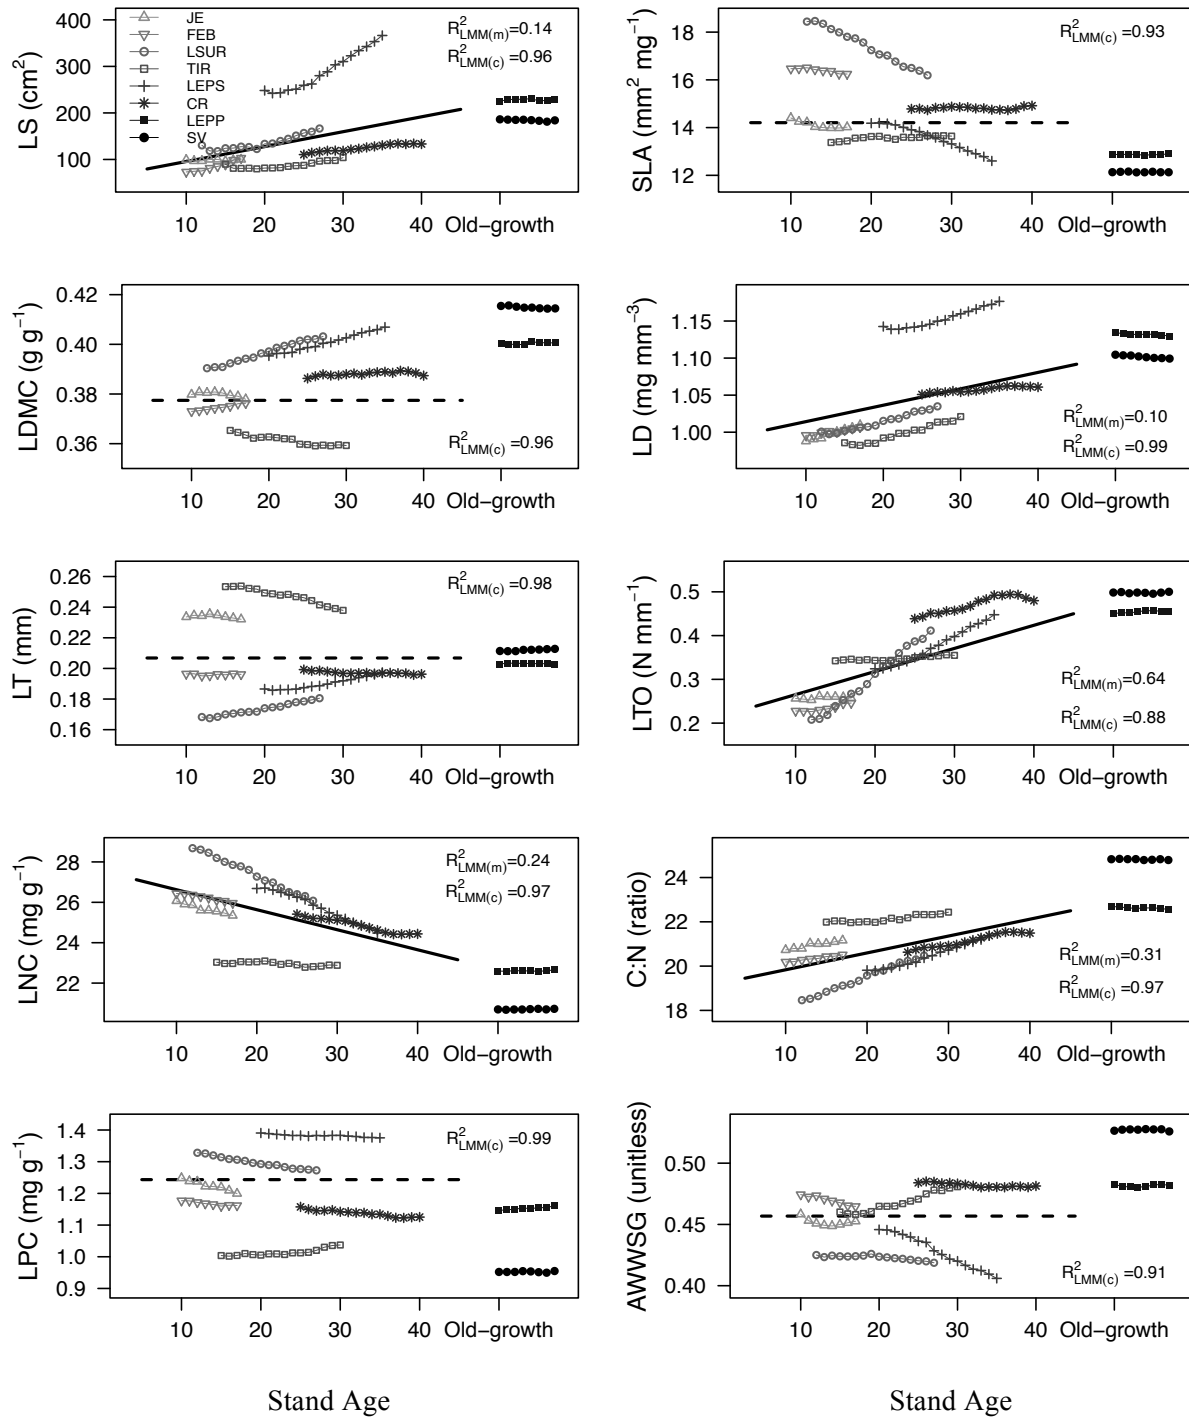 LS (cm²)
400
300
200
100
JE
FEB
LSUR
TIR
LEPS
CR
LEPP
SV
R²LMM(m)=0.14
R²LMM(c)=0.96
10 20 30 40 Old−growth
SLA (mm² mg⁻¹)
18
16
14
12
R²LMM(c)=0.93
10 20 30 40 Old−growth
LDMC (g g⁻¹)
0.42
0.40
0.38
0.36
R²LMM(c)=0.96
10 20 30 40 Old−growth
LD (mg mm⁻³)
1.15
1.10
1.00
R²LMM(m)=0.10
R²LMM(c)=0.99
10 20 30 40 Old−growth
LT (mm)
0.26
0.24
0.22
0.20
0.18
0.16
R²LMM(c)=0.98
10 20 30 40 Old−growth
LTO (N mm⁻¹)
0.5
0.4
0.3
0.2
R²LMM(m)=0.64
R²LMM(c)=0.88
10 20 30 40 Old−growth
LNC (mg g⁻¹)
28
26
24
22
R²LMM(m)=0.24
R²LMM(c)=0.97
10 20 30 40 Old−growth
C:N (ratio)
24
22
20
18
R²LMM(m)=0.31
R²LMM(c)=0.97
10 20 30 40 Old−growth
LPC (mg g⁻¹)
1.4
1.3
1.2
1.1
1.0
0.9
R²LMM(c)=0.99
10 20 30 40 Old−growth
AWWSG (unitless)
0.50
0.45
0.40
R²LMM(c)=0.91
10 20 30 40 Old−growth
Stand Age
Stand Age